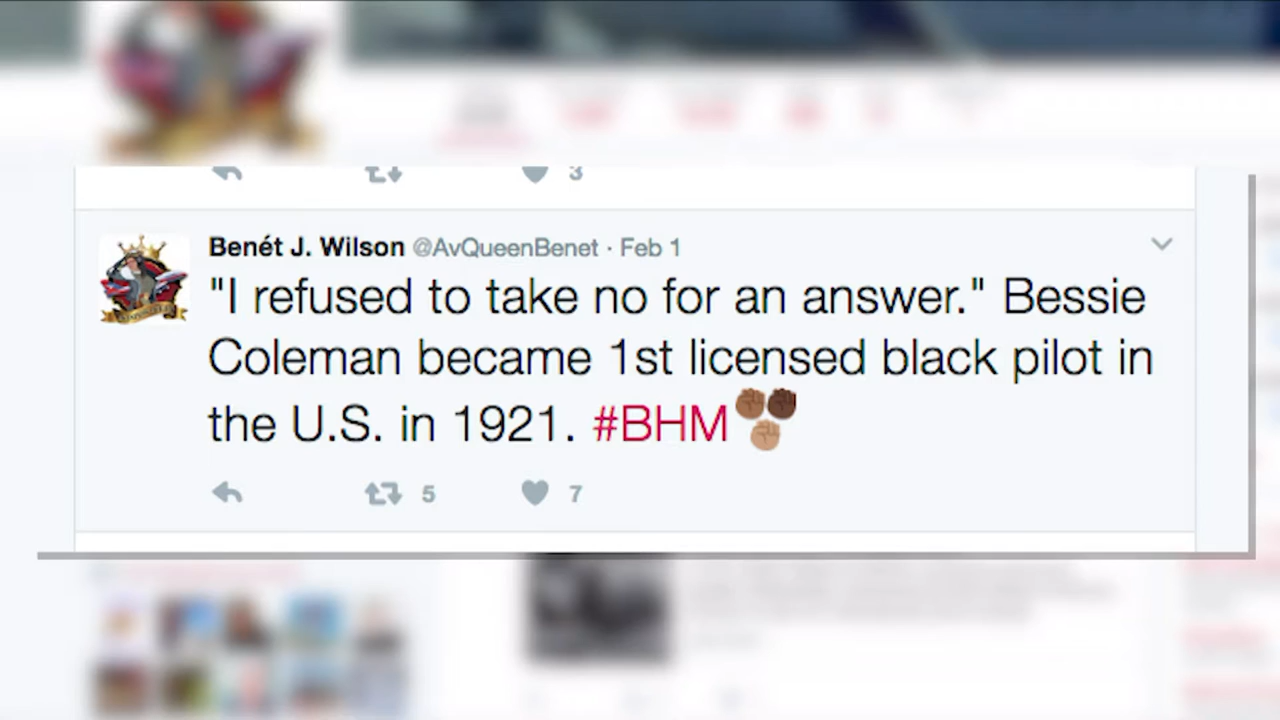 3
Benét J. Wilson @AvQueenBenet · Feb 1
"I refused to take no for an answer." Bessie
Coleman became 1st licensed black pilot in
the U.S. in 1921. #BHM✊🏾✊🏿✊🏽
5 7